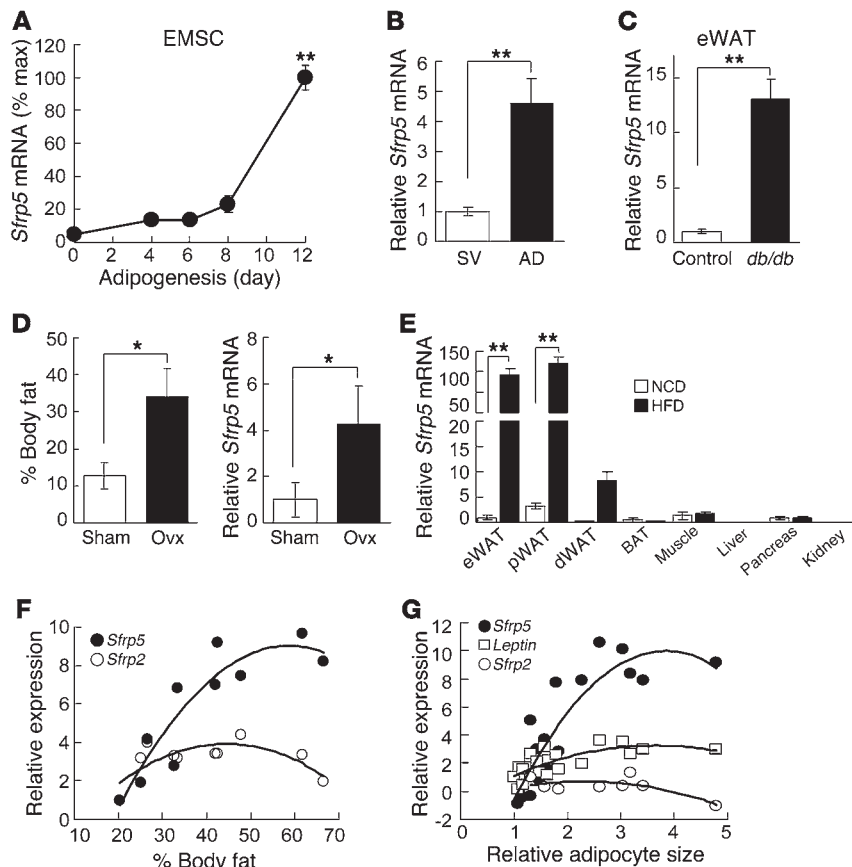 A
EMSC
Sfrp5 mRNA (% max)
120
100
80
60
40
20
0
**
0 2 4 6 8 10 12
Adipogenesis (day)
B
Relative Sfrp5 mRNA
6
5
4
3
2
1
0
**
SV AD
C
eWAT
Relative Sfrp5 mRNA
15
10
5
0
**
Control db/db
D
% Body fat
50
40
30
20
10
0
*
Sham Ovx
Relative Sfrp5 mRNA
8
6
4
2
0
*
Sham Ovx
E
Relative Sfrp5 mRNA
150
100
50
20
15
10
5
0
** **
NCD
HFD
eWAT pWAT dWAT BAT Muscle Liver Pancreas Kidney
F
Relative expression
10
8
6
4
2
0
Sfrp5
Sfrp2
0 10 20 30 40 50 60 70
% Body fat
G
Relative expression
12
10
8
6
4
2
0
-2
Sfrp5
Leptin
Sfrp2
0 1 2 3 4 5
Relative adipocyte size